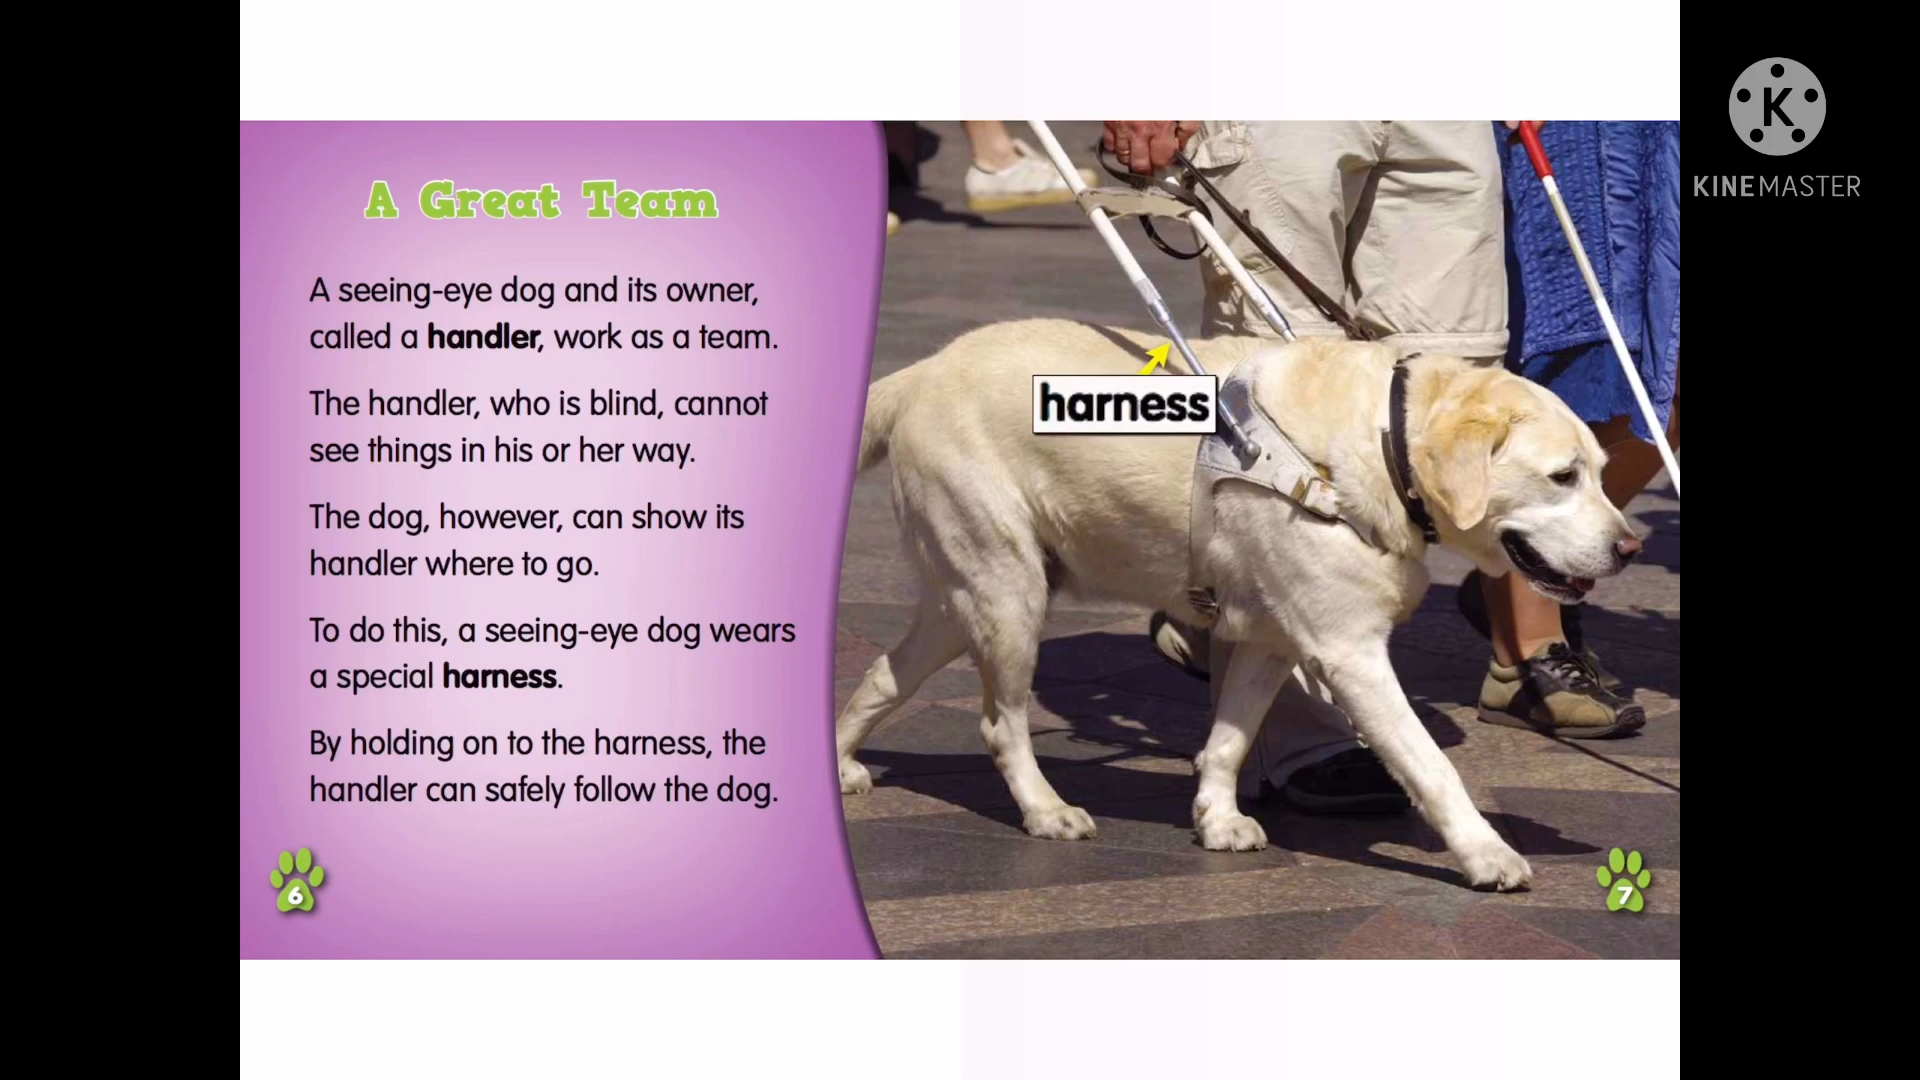 A Great Team
A seeing-eye dog and its owner,
called a handler, work as a team.
The handler, who is blind, cannot
see things in his or her way.
The dog, however, can show its
handler where to go.
To do this, a seeing-eye dog wears
a special harness.
By holding on to the harness, the
handler can safely follow the dog.
6
harness
7
K
KINEMASTER